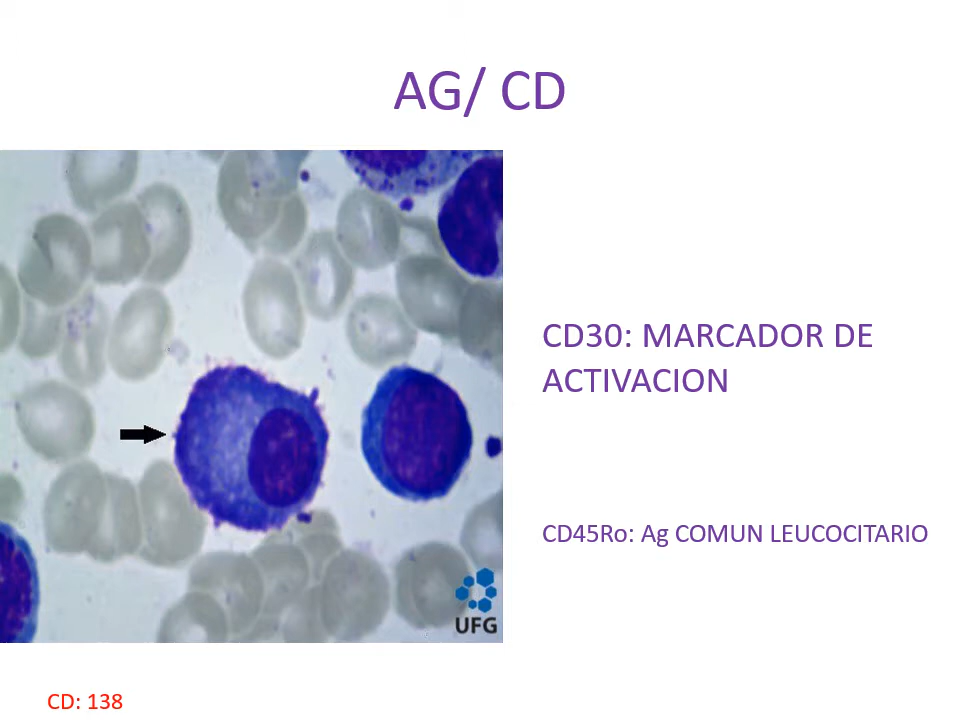 AG/ CD
CD30: MARCADOR DE
ACTIVACION
CD45Ro: Ag COMUN LEUCOCITARIO
UFG
CD: 138